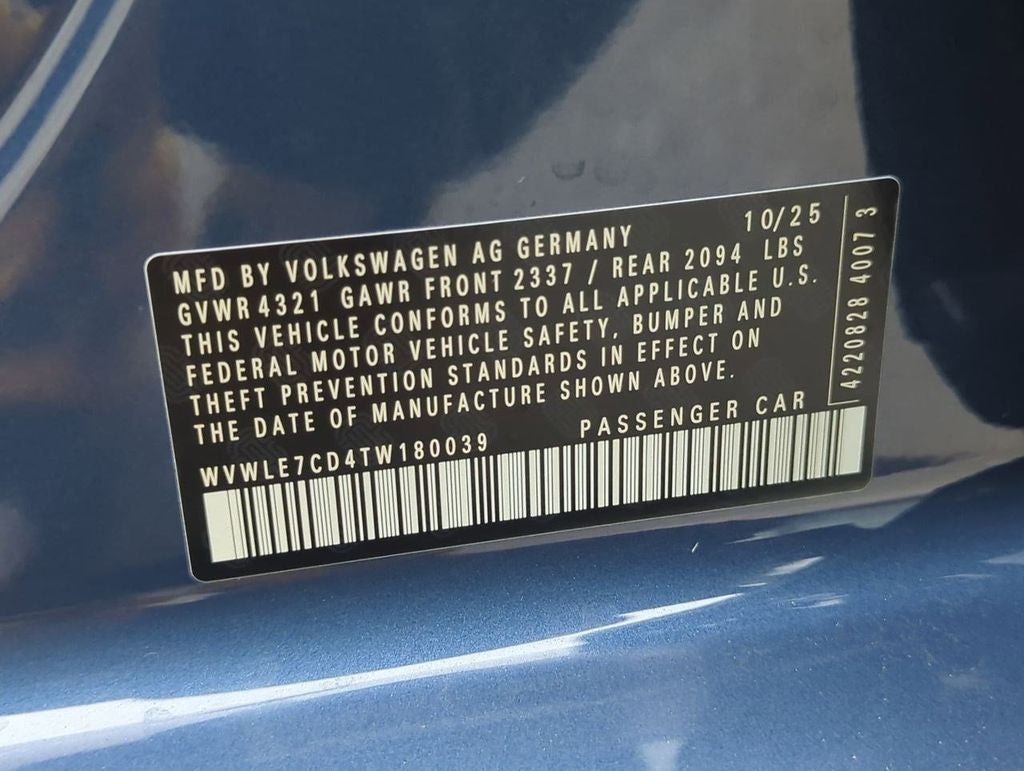 MFD BY VOLKSWAGEN AG GERMANY 10/25
GVWR 4321 GAWR FRONT 2337 / REAR 2094 LBS
THIS VEHICLE CONFORMS TO ALL APPLICABLE U.S.
FEDERAL MOTOR VEHICLE SAFETY, BUMPER AND
THEFT PREVENTION STANDARDS IN EFFECT ON
THE DATE OF MANUFACTURE SHOWN ABOVE.
WVWLE7CD4TW180039 PASSENGER CAR
4220828 4007 3